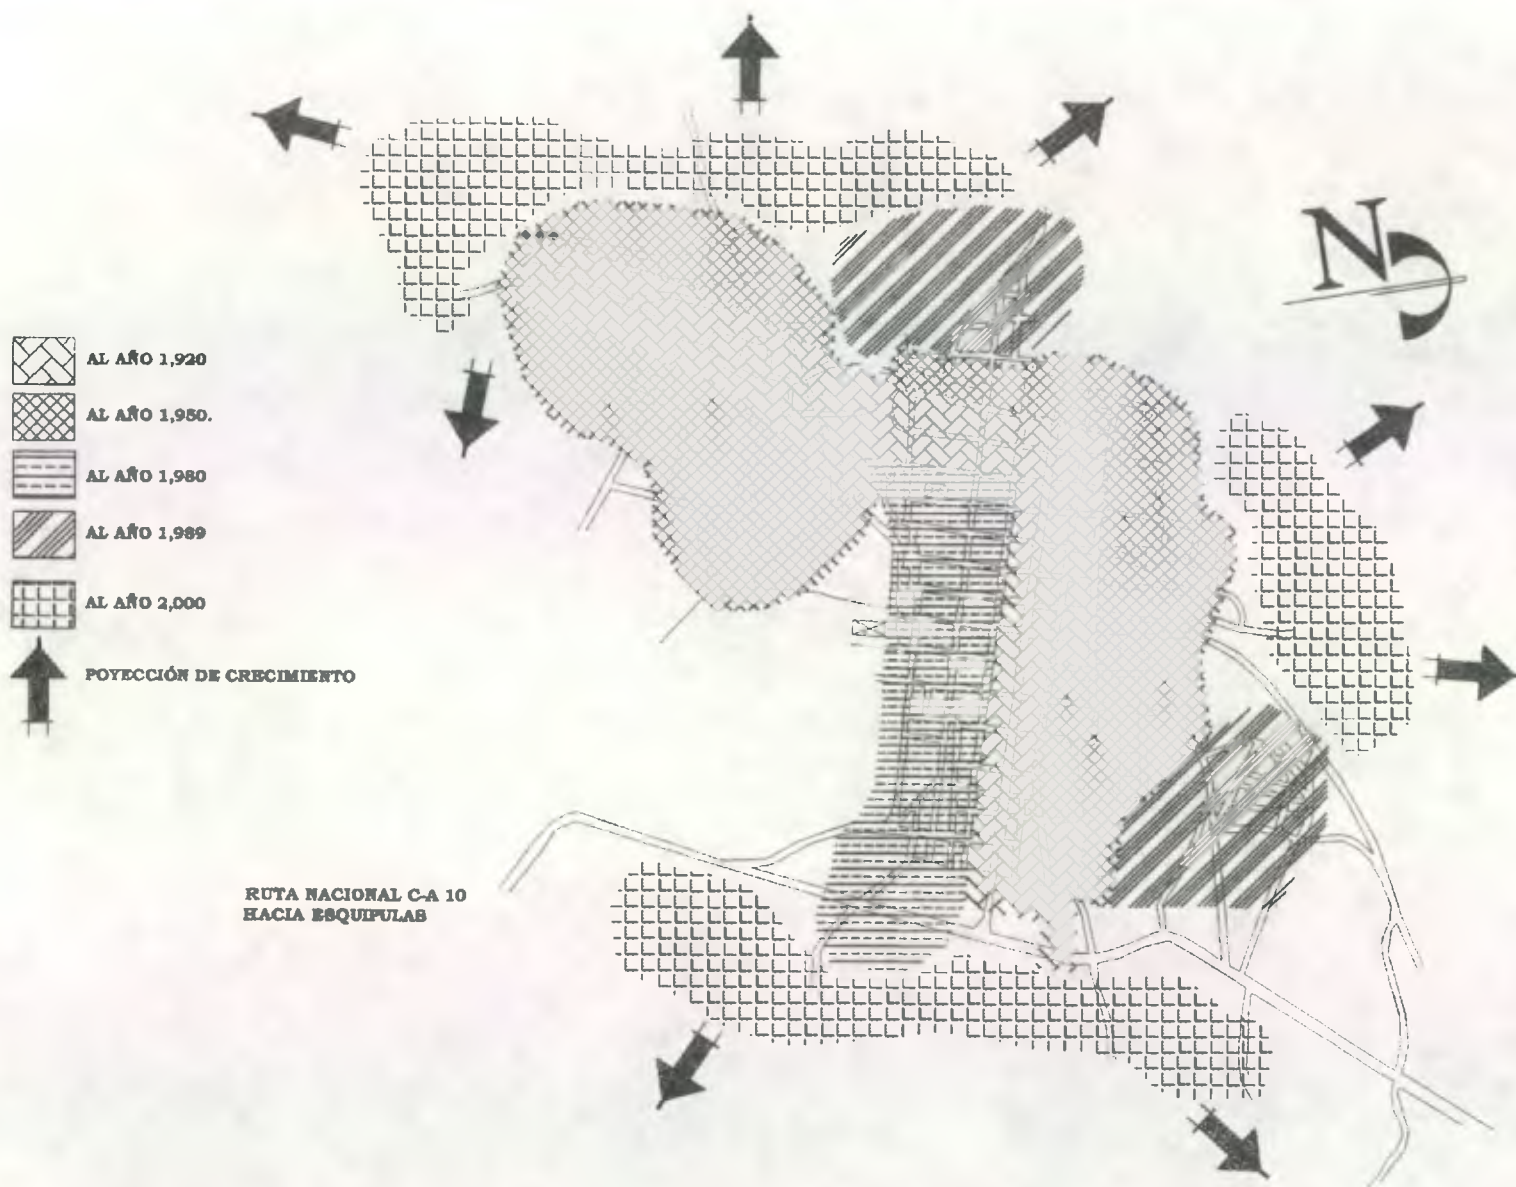 N
AL AÑO 1,920
AL AÑO 1,950.
AL AÑO 1,980
AL AÑO 1,989
AL AÑO 2,000
POYECCIÓN DE CRECIMIENTO
RUTA NACIONAL C-A 10
HACIA ESQUIPULAS